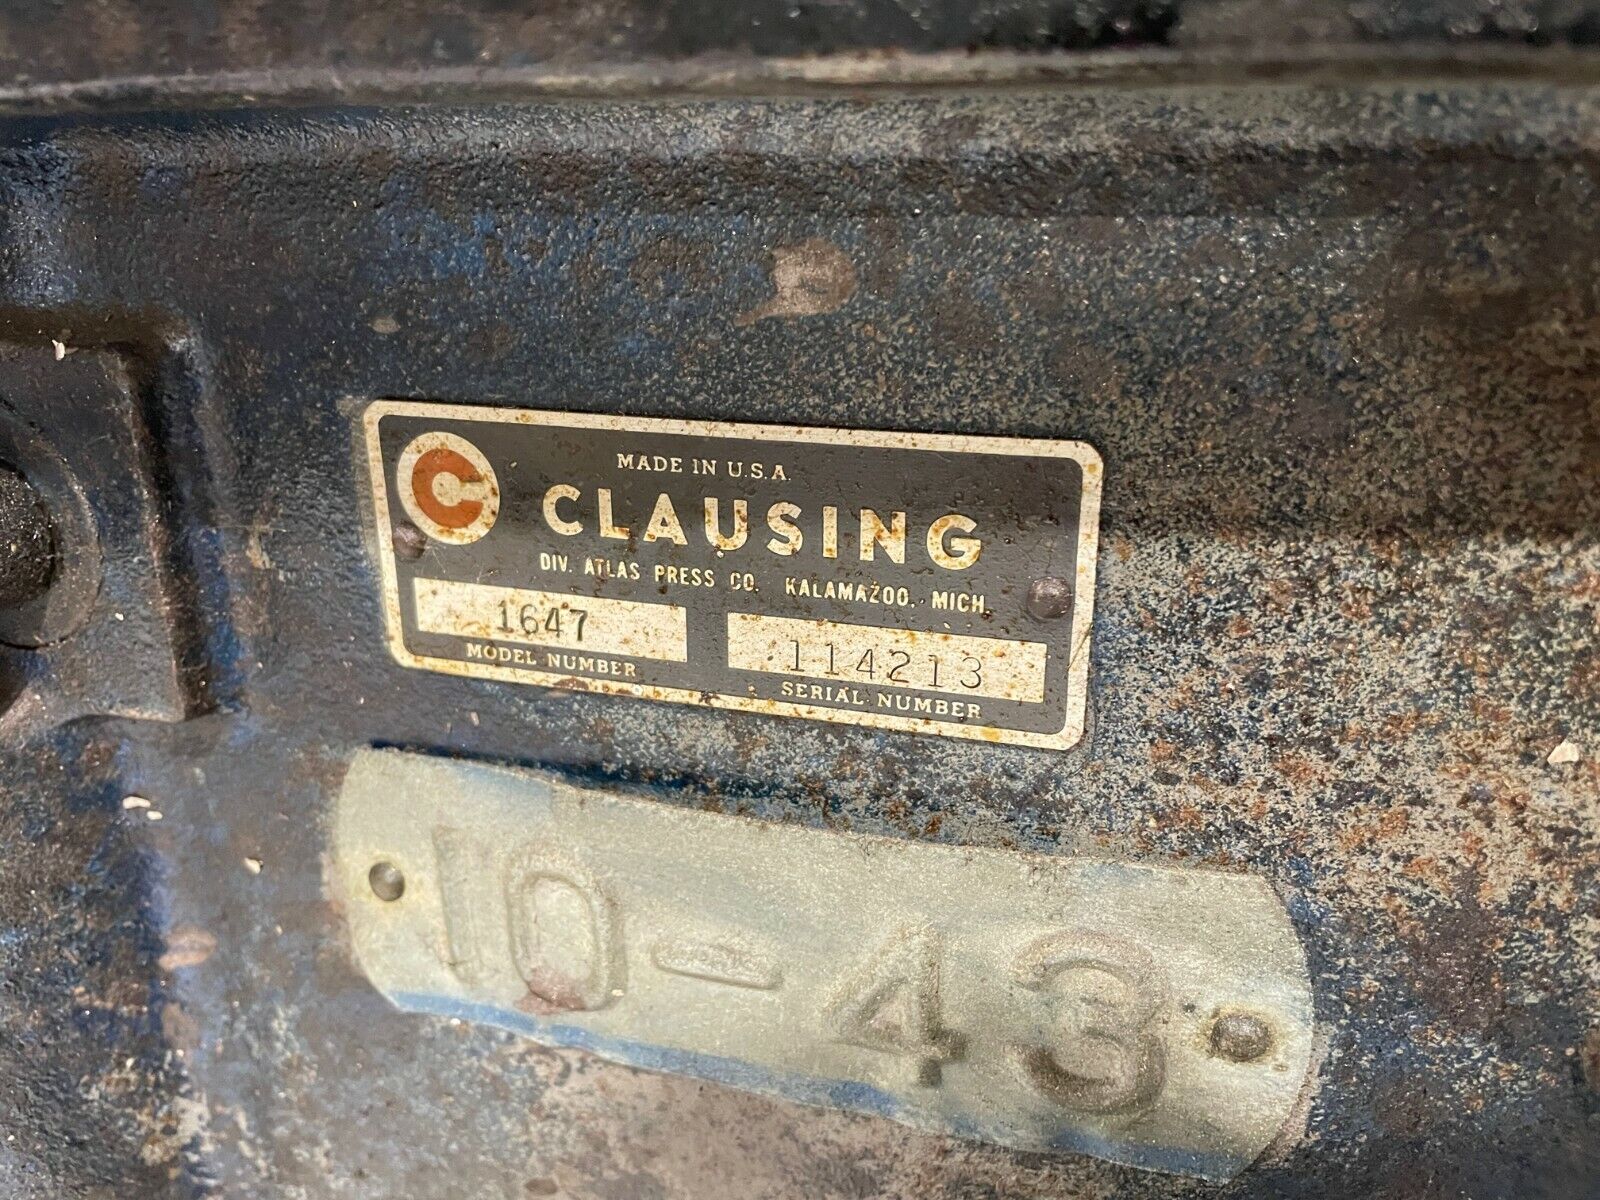 C
MADE IN U.S.A.
CLAUSING
DIV. ATLAS PRESS CO. KALAMAZOO, MICH.
1647 114213
MODEL NUMBER SERIAL NUMBER
10-43